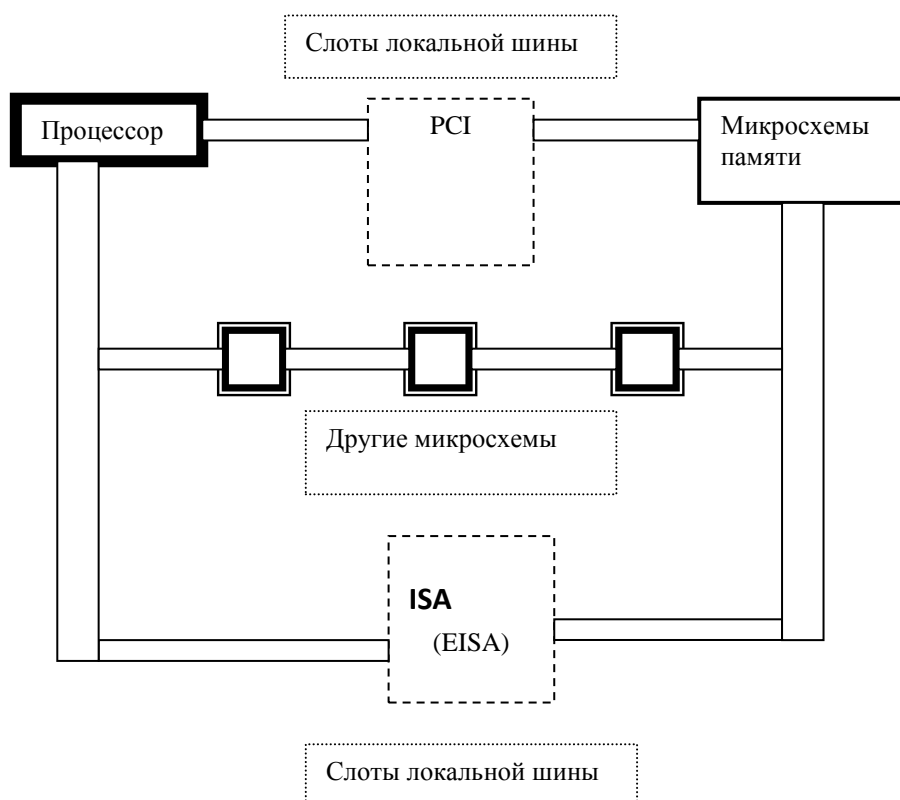 Слоты локальной шины
Процессор
PCI
Микросхемы
памяти
Другие микросхемы
ISA
(EISA)
Слоты локальной шины